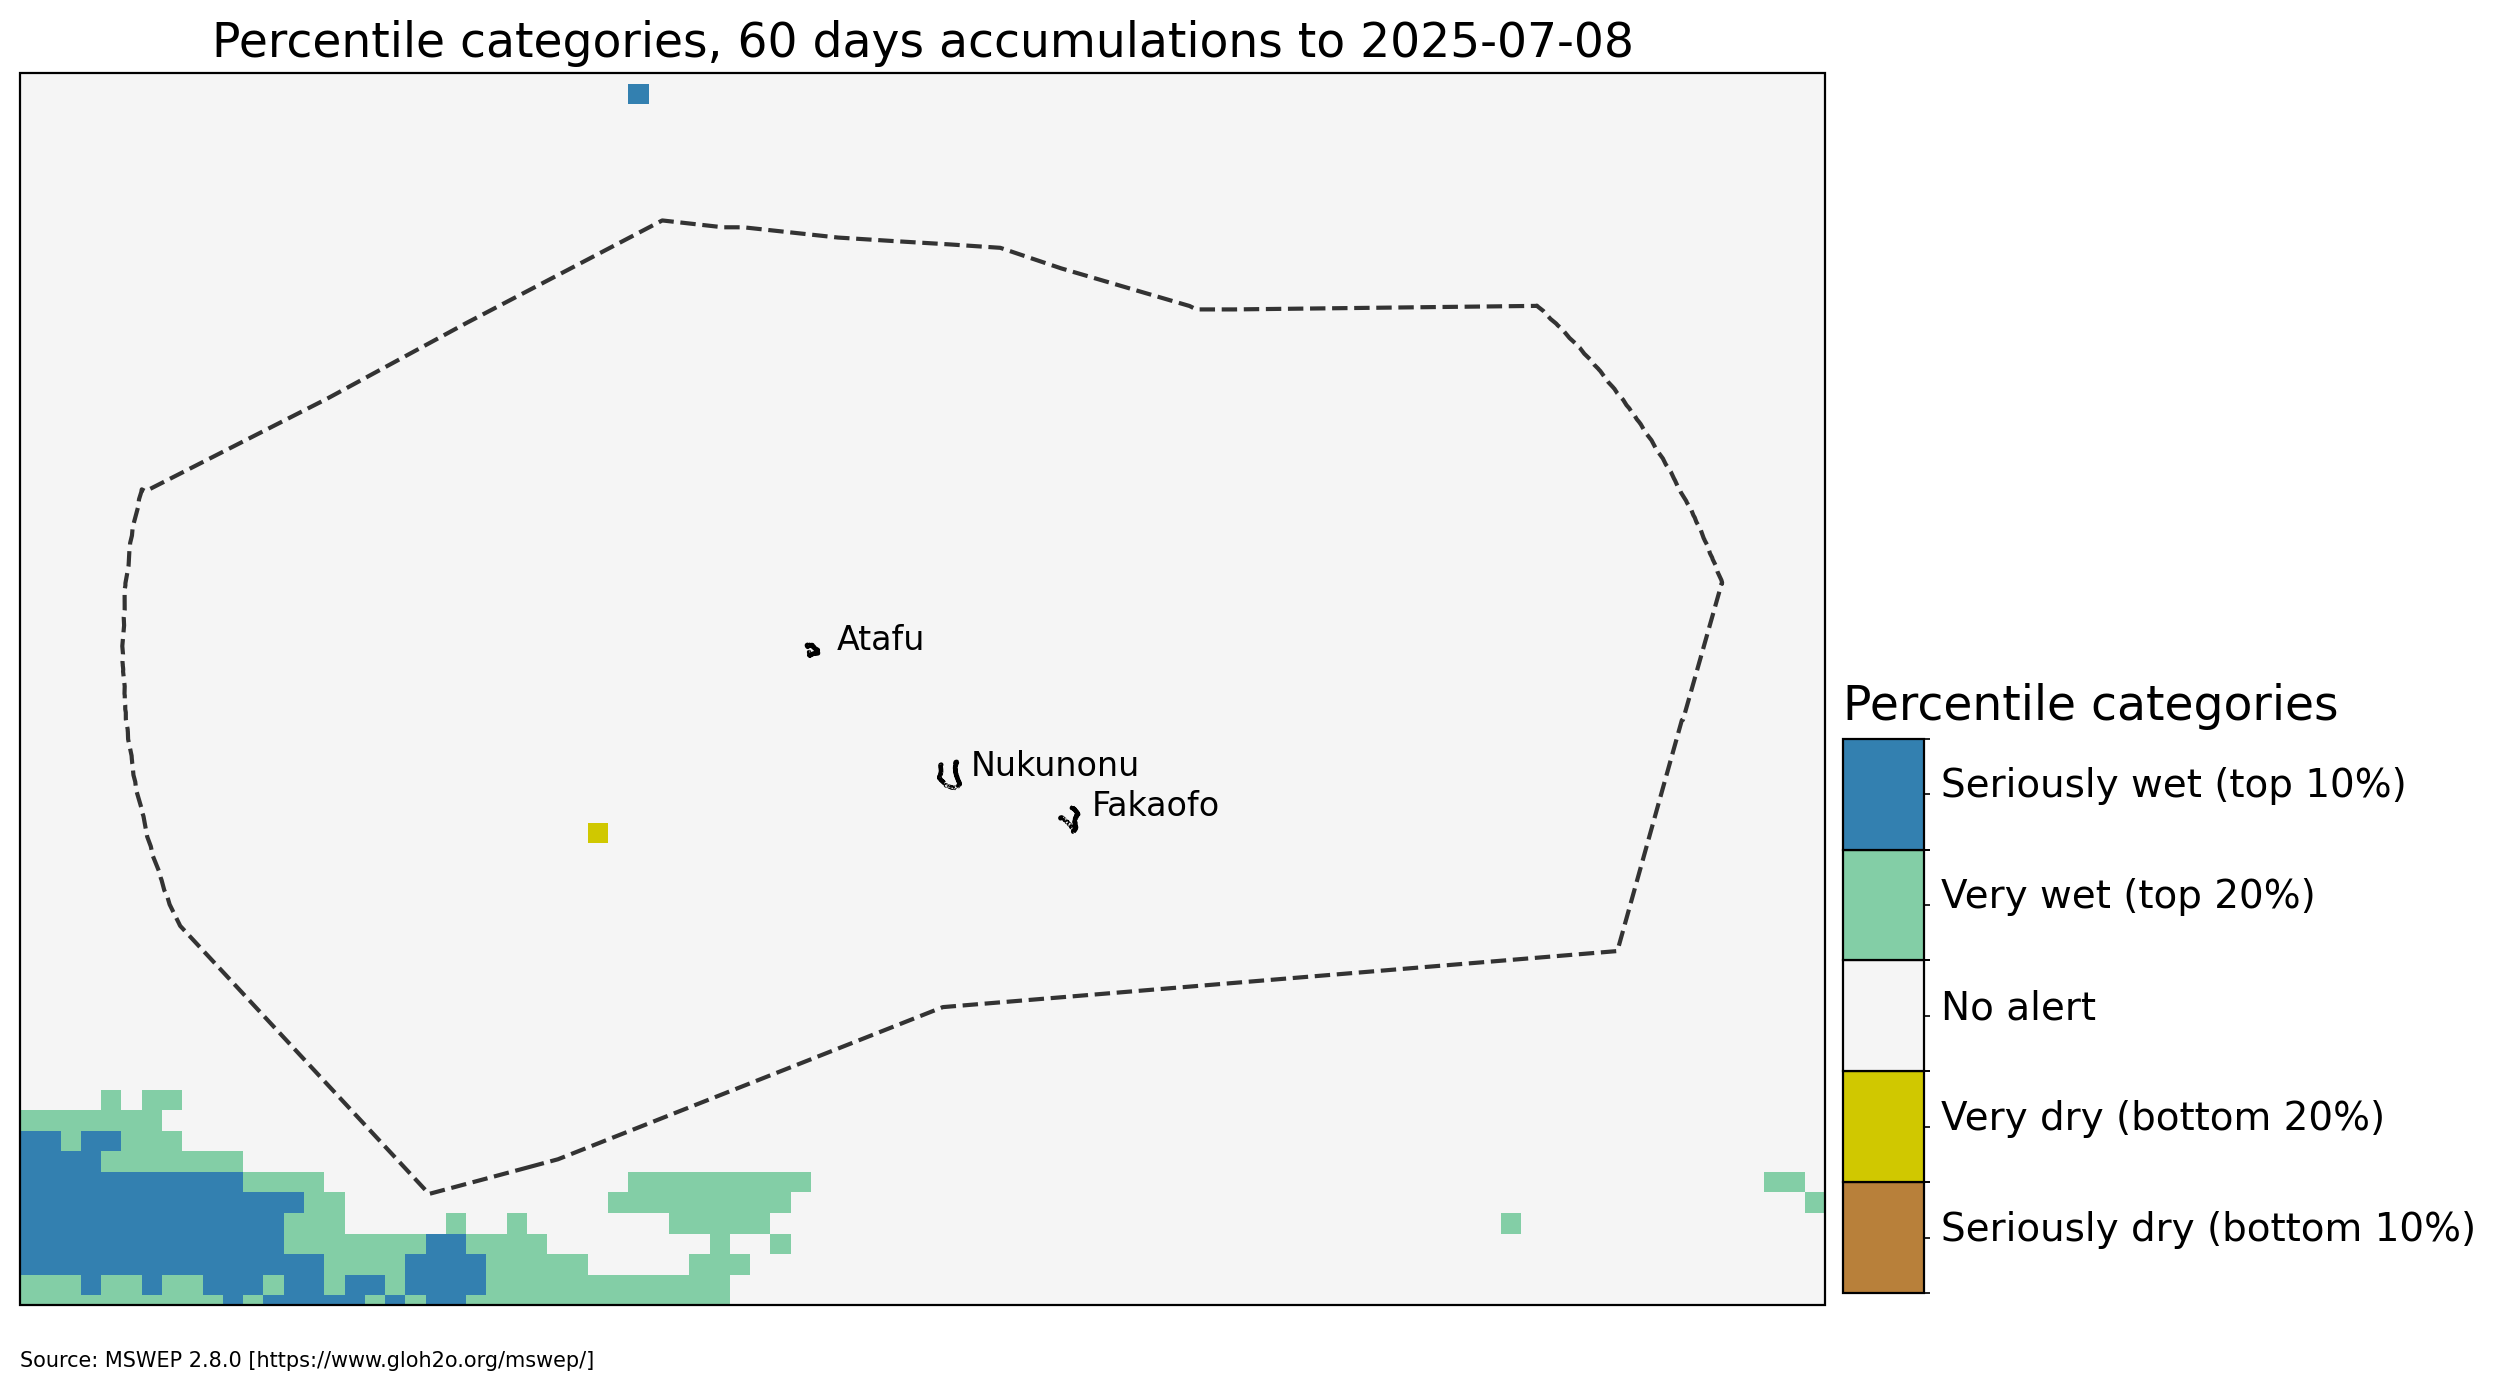 Percentile categories, 60 days accumulations to 2025-07-08
Atafu
Nukunonu
Fakaofo
Percentile categories
Seriously wet (top 10%)
Very wet (top 20%)
No alert
Very dry (bottom 20%)
Seriously dry (bottom 10%)
Source: MSWEP 2.8.0 [https://www.gloh2o.org/mswep/]